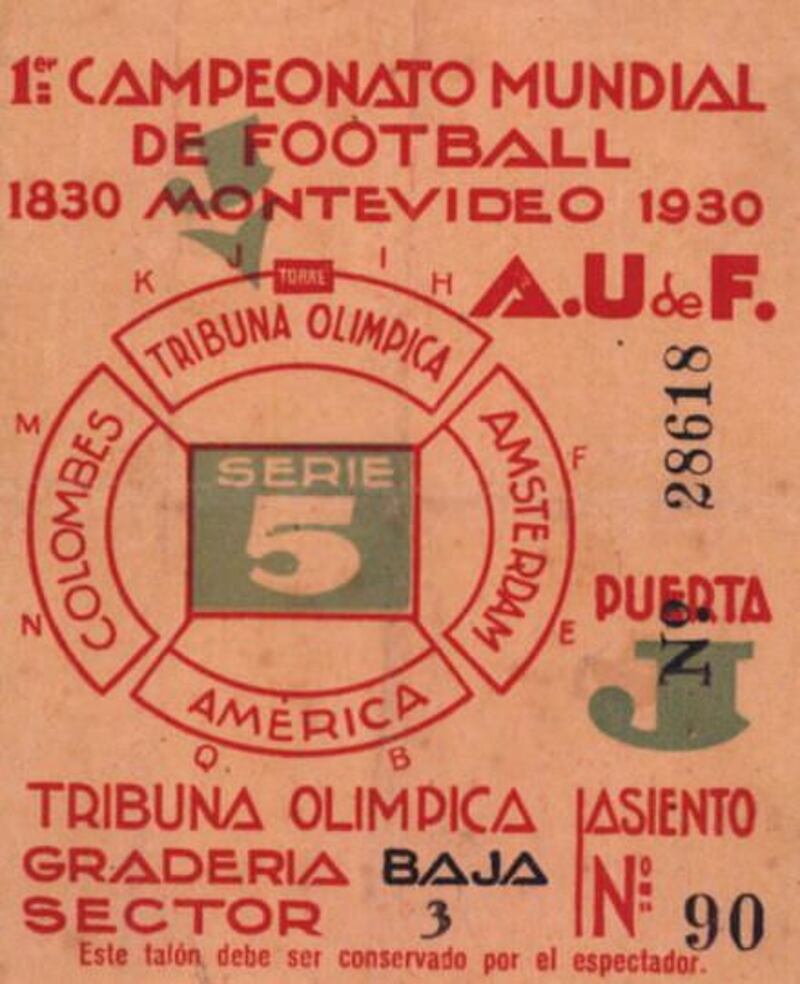 1er CAMPEONATO MUNDIAL
DE FOOTBALL
1830 MONTEVIDEO 1930
A.U de F.
K J TORRE I H
TRIBUNA OLIMPICA
M COLOMBES N
AMSTERDAM
F
E
SERIE
5
AMÉRICA
Q B
Nº 28618
PUERTA
J
TRIBUNA OLIMPICA
GRADERIA BAJA
SECTOR 3
ASIENTO
Nº 90
Este talón debe ser conservado por el espectador.